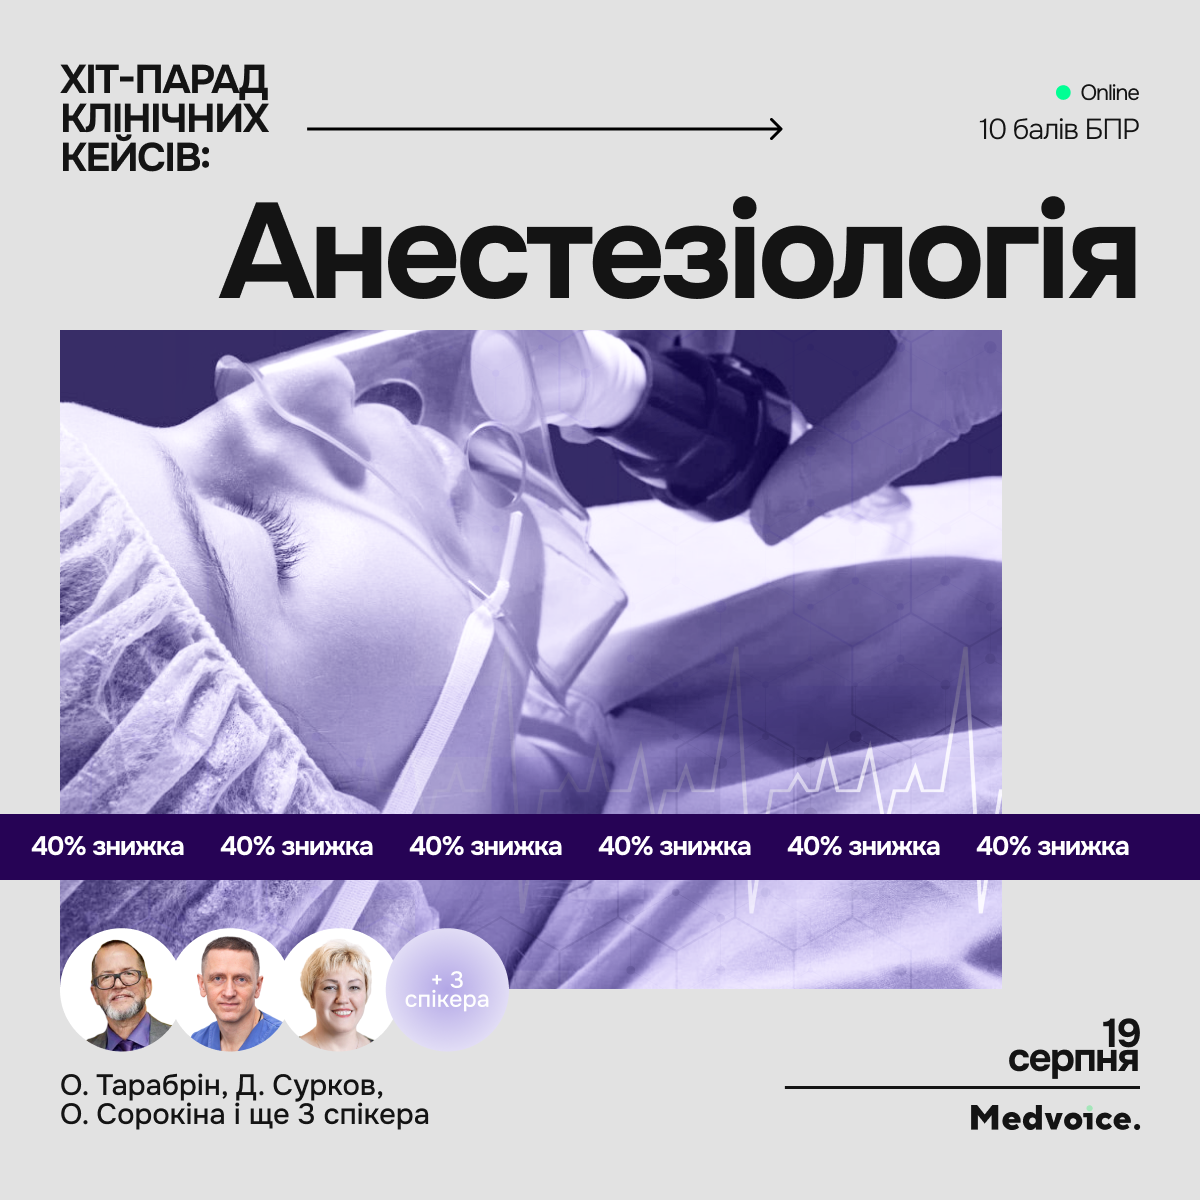 ХІТ-ПАРАД
КЛІНІЧНИХ
КЕЙСІВ:
Online
10 балів БПР
Анестезіологія
40% знижка 40% знижка 40% знижка 40% знижка 40% знижка 40% знижка
+ 3
спікера
О. Тарабрін, Д. Сурков,
О. Сорокіна і ще 3 спікера
19
серпня
Medvoice.